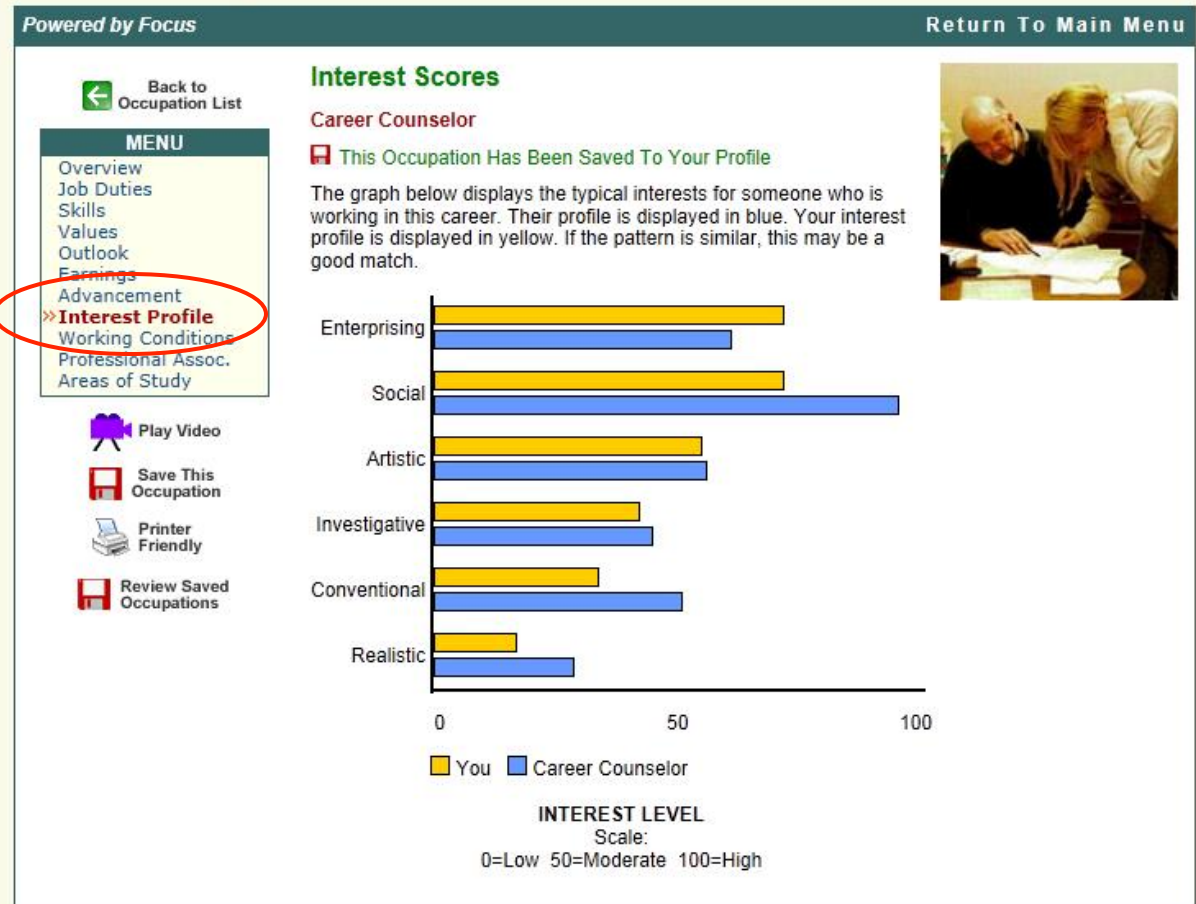 Powered by Focus
Return To Main Menu
Back to
Occupation List
MENU
Overview
Job Duties
Skills
Values
Outlook
Earnings
Advancement
»Interest Profile
Working Conditions
Professional Assoc.
Areas of Study
Play Video
Save This
Occupation
Printer
Friendly
Review Saved
Occupations
Interest Scores
Career Counselor
This Occupation Has Been Saved To Your Profile
The graph below displays the typical interests for someone who is
working in this career. Their profile is displayed in blue. Your interest
profile is displayed in yellow. If the pattern is similar, this may be a
good match.
Enterprising
Social
Artistic
Investigative
Conventional
Realistic
0 50 100
You Career Counselor
INTEREST LEVEL
Scale:
0=Low 50=Moderate 100=High